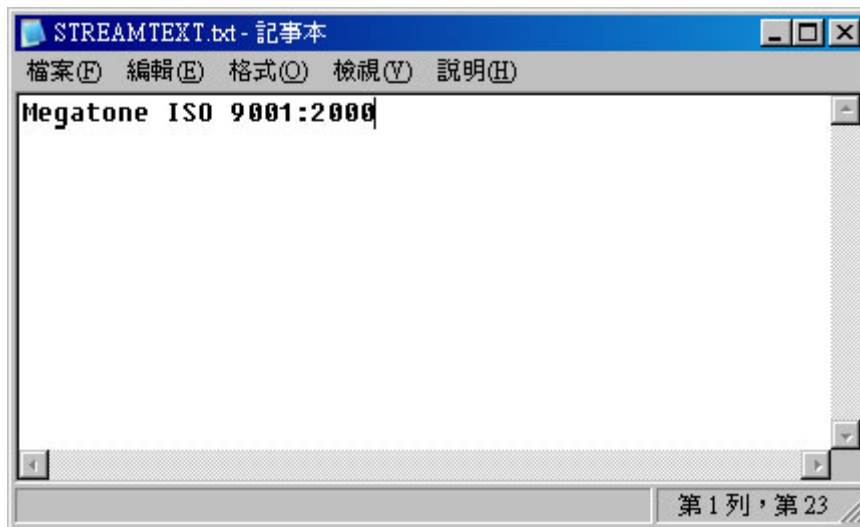 STREAMTEXT.txt - 記事本
檔案(F) 編輯(E) 格式(O) 檢視(V) 說明(H)
Megatone ISO 9001:2000
第 1 列，第 23